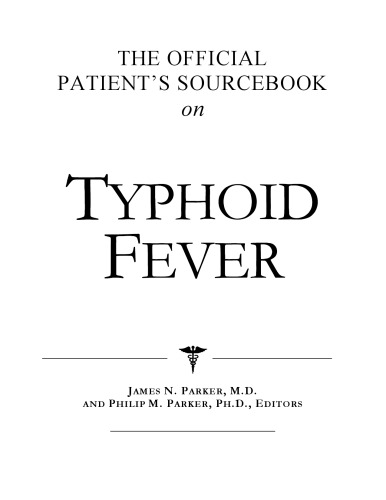 THE OFFICIAL
PATIENT'S SOURCEBOOK
on
TYPHOID
FEVER
JAMES N. PARKER, M.D.
AND PHILIP M. PARKER, PH.D., EDITORS